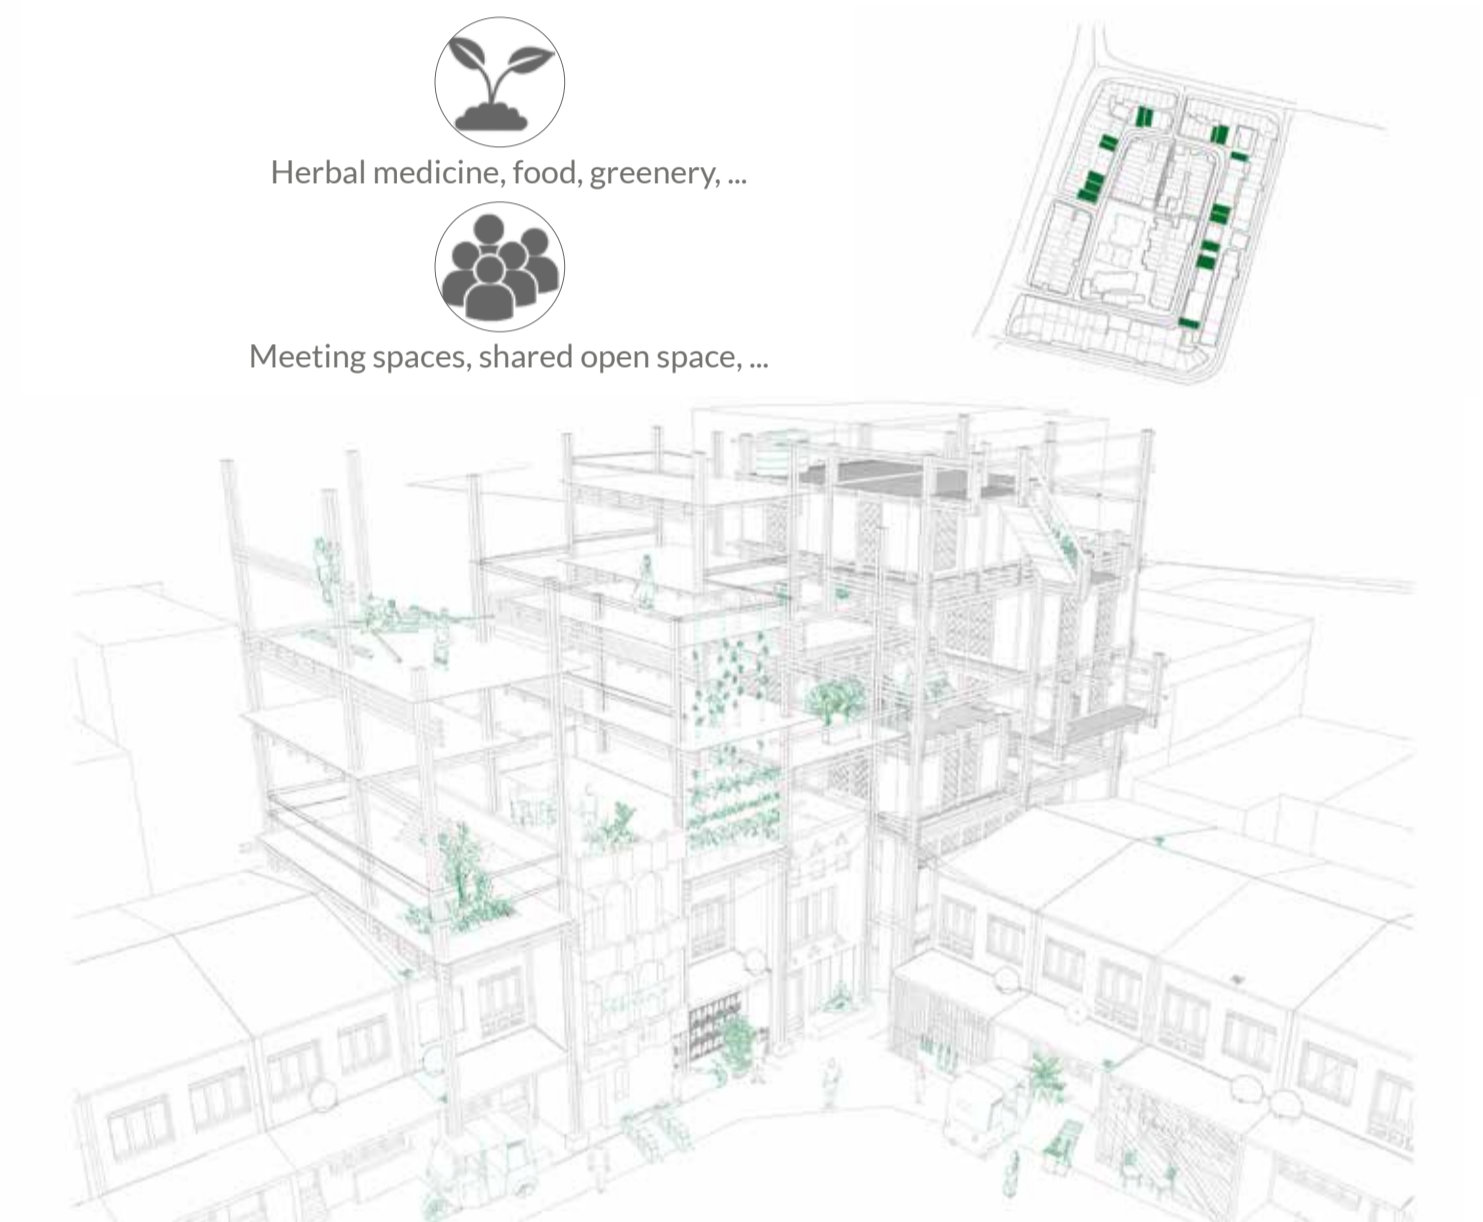 Herbal medicine, food, greenery, ...
Meeting spaces, shared open space, ...